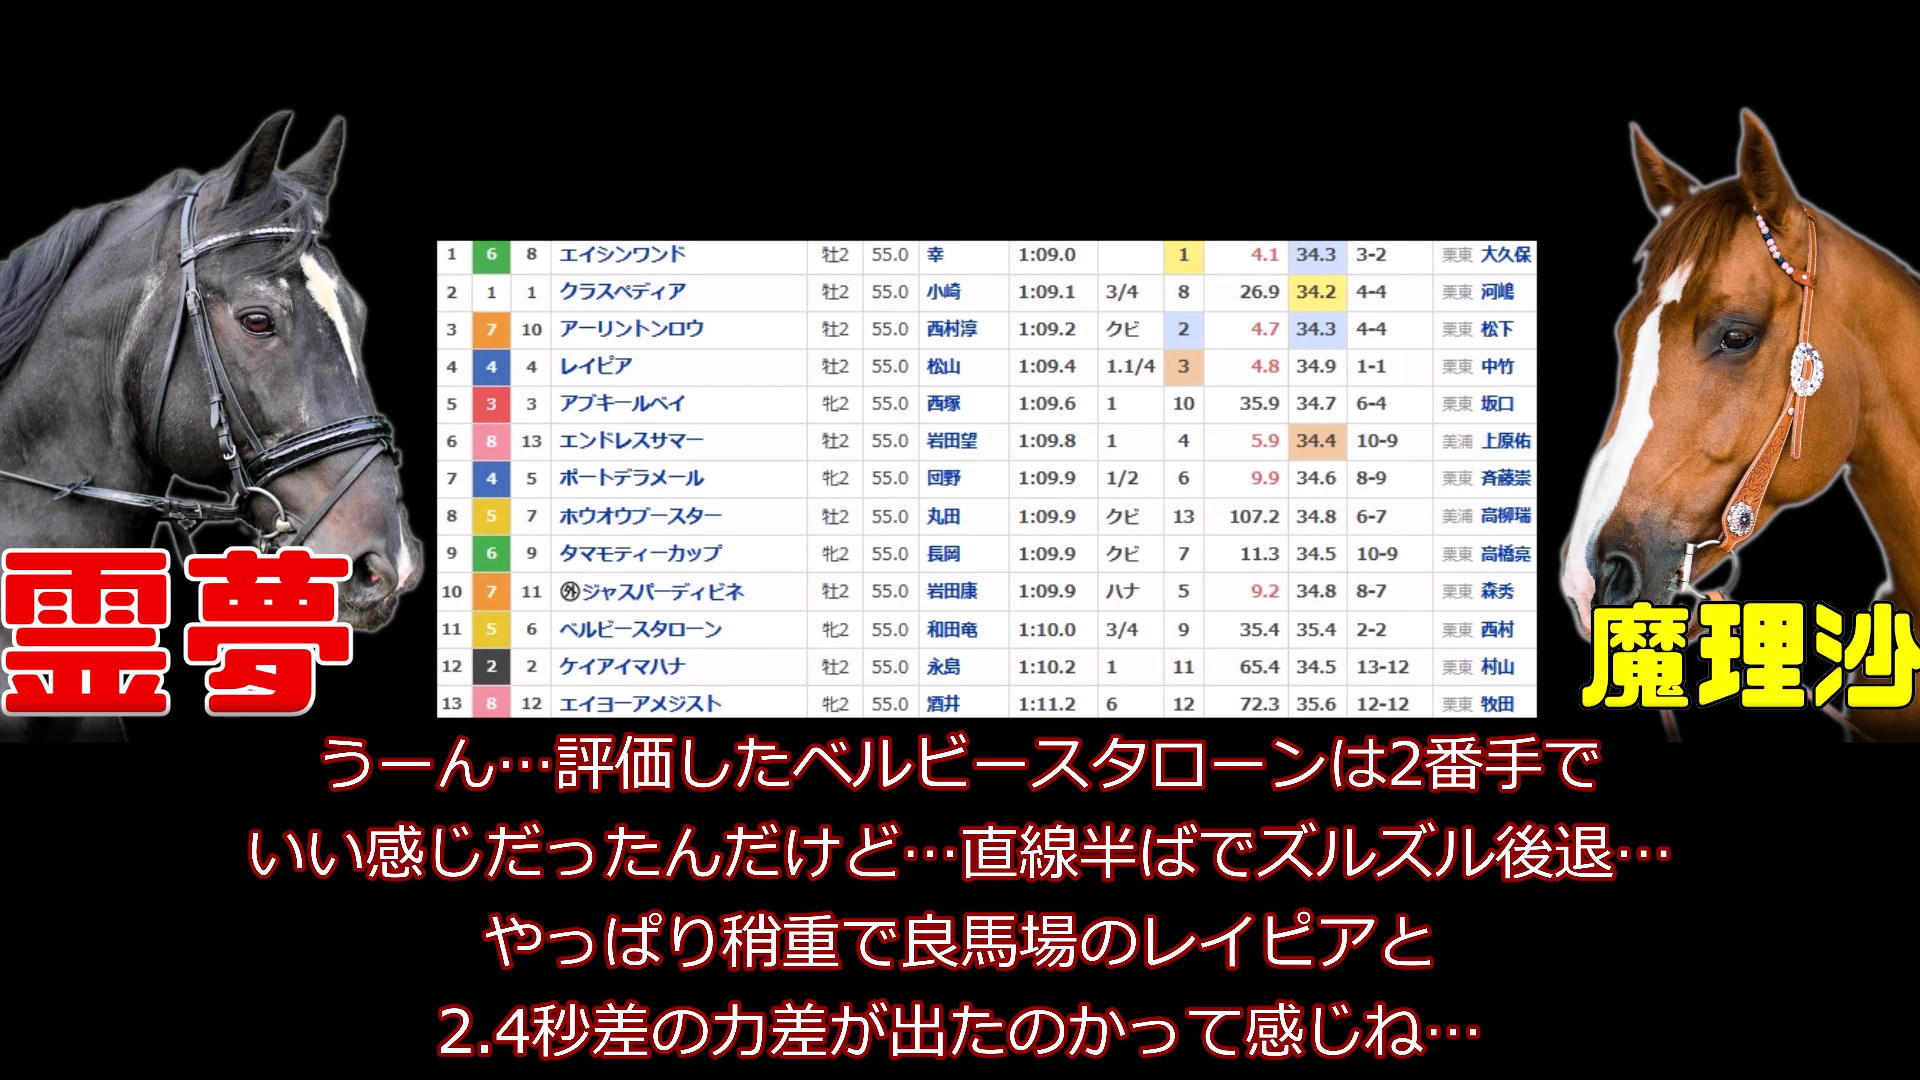 1 6 8 エイシンワンド 牡2 55.0 幸 1:09.0 1 4.1 34.3 3-2 栗東 大久保
2 1 1 クラスペディア 牡2 55.0 小崎 1:09.1 3/4 8 26.9 34.2 4-4 栗東 河嶋
3 7 10 アーリントンロウ 牡2 55.0 西村淳 1:09.2 クビ 2 4.7 34.3 4-4 栗東 松下
4 4 4 レイピア 牡2 55.0 松山 1:09.4 1.1/4 3 4.8 34.9 1-1 栗東 中竹
5 3 3 アブキールベイ 牝2 55.0 西塚 1:09.6 1 10 35.9 34.7 6-4 栗東 坂口
6 8 13 エンドレスサマー 牡2 55.0 岩田望 1:09.8 1 4 5.9 34.4 10-9 美浦 上原佑
7 4 5 ポートデラメール 牝2 55.0 団野 1:09.9 1/2 6 9.9 34.6 8-9 栗東 斉藤崇
8 5 7 ホウオウブースター 牡2 55.0 丸田 1:09.9 クビ 13 107.2 34.8 6-7 美浦 高柳瑞
9 6 9 タマモティーカップ 牝2 55.0 長岡 1:09.9 クビ 7 11.3 34.5 10-9 栗東 高橋亮
10 7 11 外ジャスパーディビネ 牡2 55.0 岩田康 1:09.9 ハナ 5 9.2 34.8 8-7 栗東 森秀
11 5 6 ベルビースタローン 牝2 55.0 和田竜 1:10.0 3/4 9 35.4 35.4 2-2 栗東 西村
12 2 2 ケイアイマハナ 牡2 55.0 永島 1:10.2 1 11 65.4 34.5 13-12 栗東 村山
13 8 12 エイヨーアメジスト 牝2 55.0 酒井 1:11.2 6 12 72.3 35.6 12-12 栗東 牧田
霊夢
魔理沙
うーん…評価したベルビースタローンは2番手で
いい感じだったんだけど…直線半ばでズルズル後退…
やっぱり稍重で良馬場のレイピアと
2.4秒差の力差が出たのかって感じね…